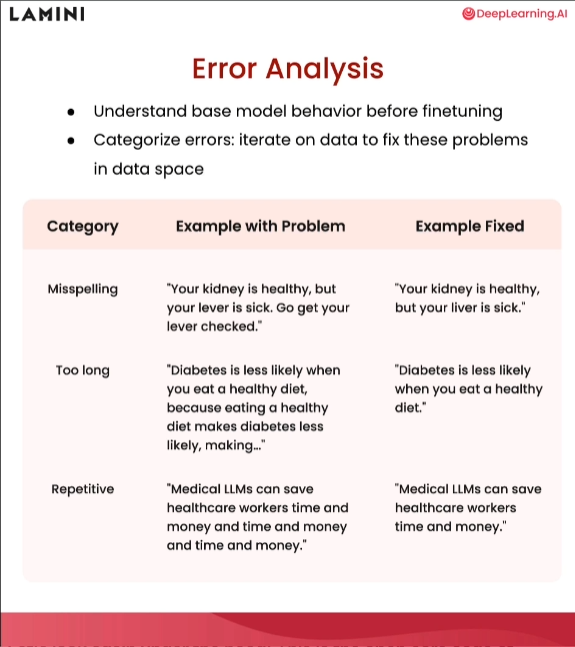 LAMINI
DeepLearning.AI
Error Analysis
● Understand base model behavior before finetuning
● Categorize errors: iterate on data to fix these problems
in data space
Category Example with Problem Example Fixed
Misspelling
"Your kidney is healthy, but
your lever is sick. Go get your
lever checked."
"Your kidney is healthy,
but your liver is sick."
Too long
"Diabetes is less likely when
you eat a healthy diet,
because eating a healthy
diet makes diabetes less
likely, making..."
"Diabetes is less likely
when you eat a healthy
diet."
Repetitive
"Medical LLMs can save
healthcare workers time and
money and time and money
and time and money."
"Medical LLMs can save
healthcare workers
time and money."